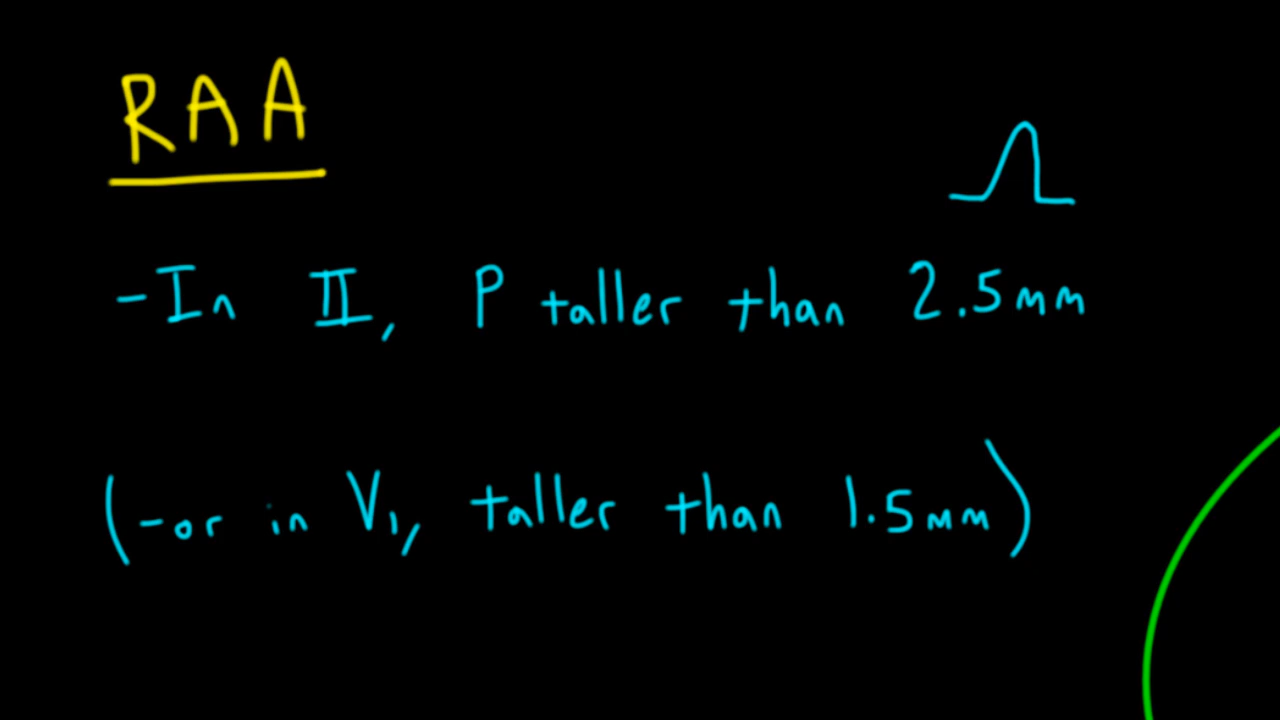 RAA
-In II, P taller than 2.5mm
(-or in V1, taller than 1.5mm)